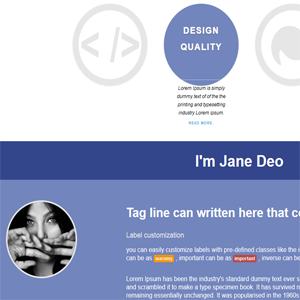 </>
DESIGN
QUALITY
Lorem Ipsum is simply
dummy text of of the the
printing and typesetting
industry Lorem ipsum.
READ MORE.
I'm Jane Deo
Tag line can written here that co
Label customization
you can easily customize labels with pre-defined classes like the
can be as warning , important can be as important , inverse can be
Lorem Ipsum has been the industry's standard dummy text ever s
and scrambled it to make a type specimen book. It has survived
remaining essentially unchanged. It was popularised in the 1960s